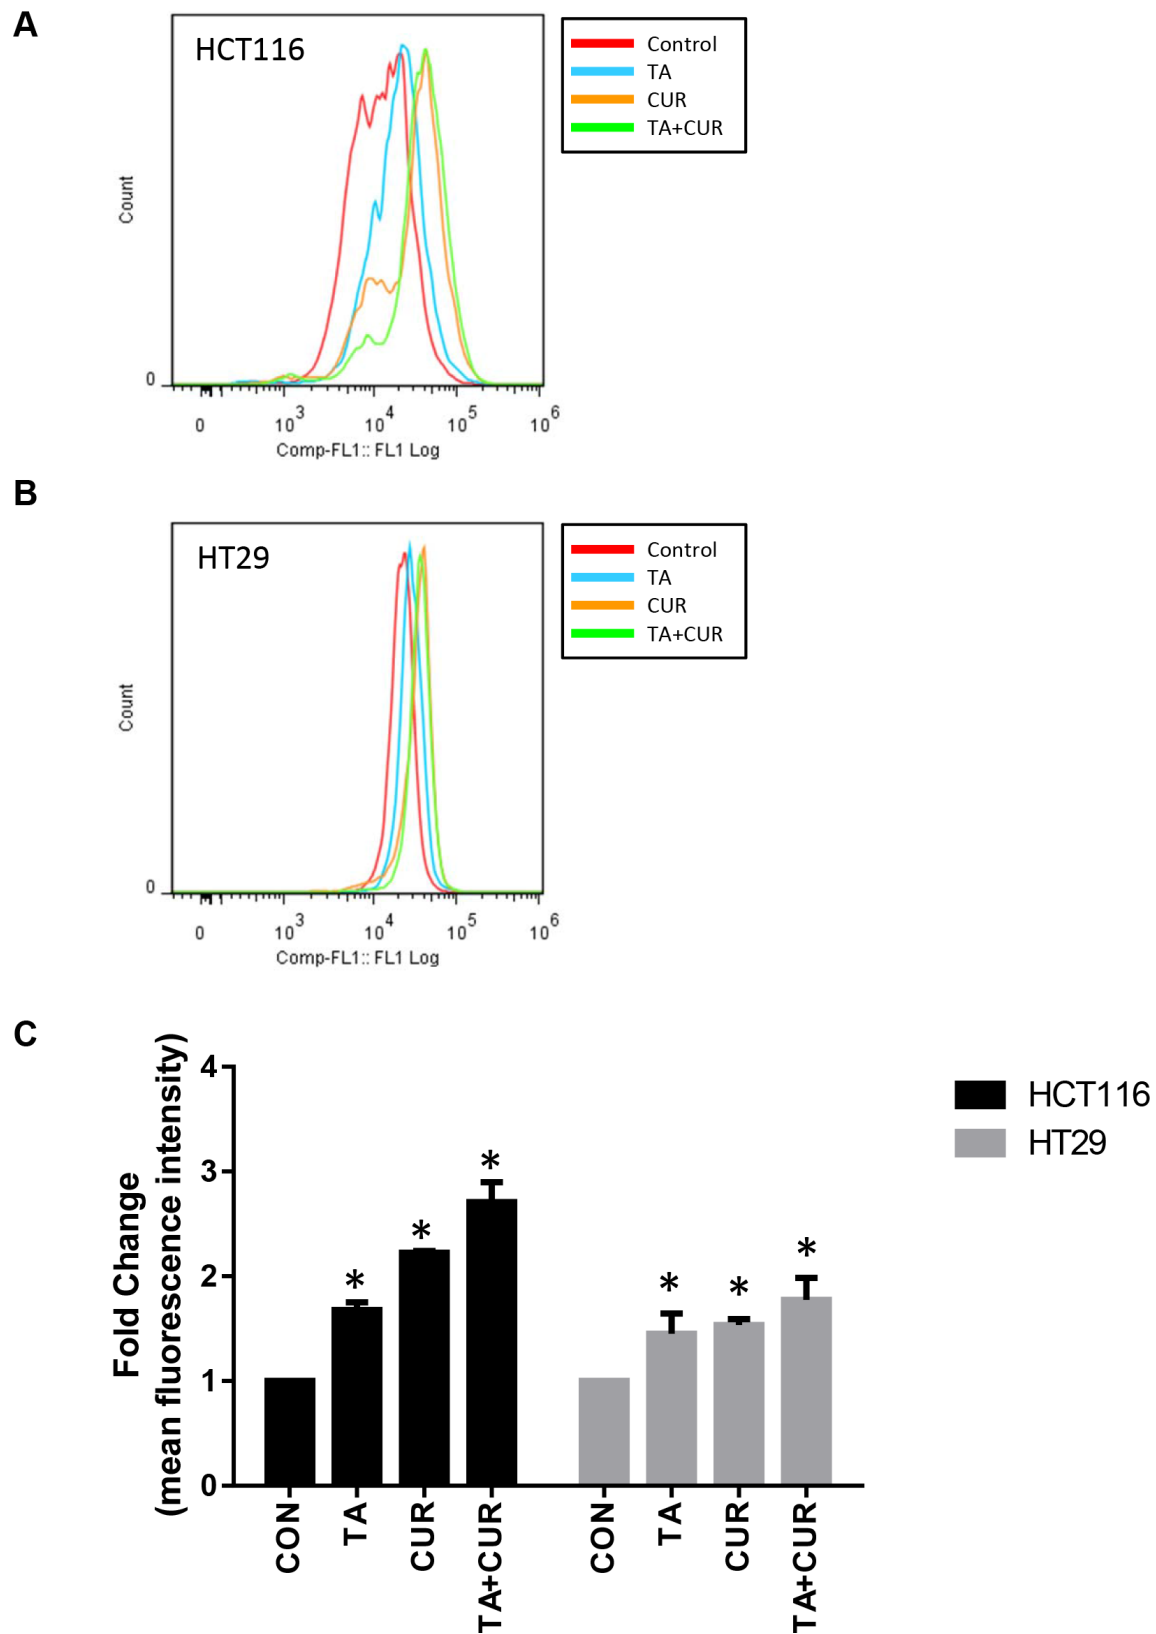 A
HCT116
Control
TA
CUR
TA+CUR
Count
0
0 10^3 10^4 10^5 10^6
Comp-FL1:: FL1 Log
B
HT29
Control
TA
CUR
TA+CUR
Count
0
0 10^3 10^4 10^5 10^6
Comp-FL1:: FL1 Log
C
Fold Change
(mean fluorescence intensity)
4
3
2
1
0
* * * * * *
HCT116
HT29
CON TA CUR TA+CUR CON TA CUR TA+CUR